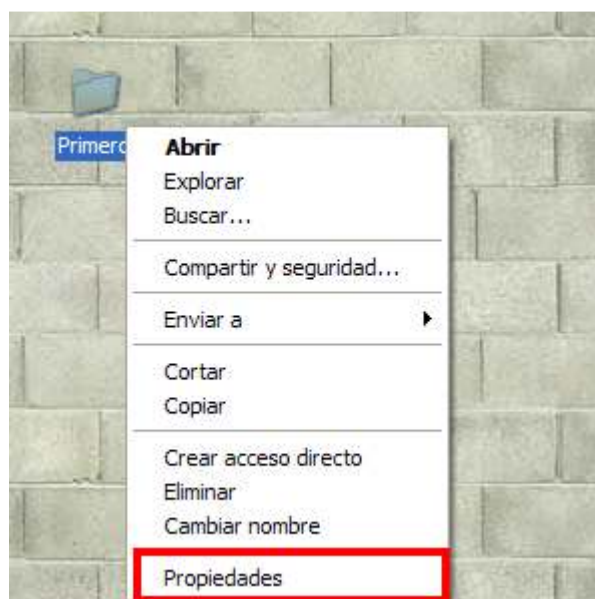 Primero
Abrir
Explorar
Buscar...
Compartir y seguridad...
Enviar a
Cortar
Copiar
Crear acceso directo
Eliminar
Cambiar nombre
Propiedades